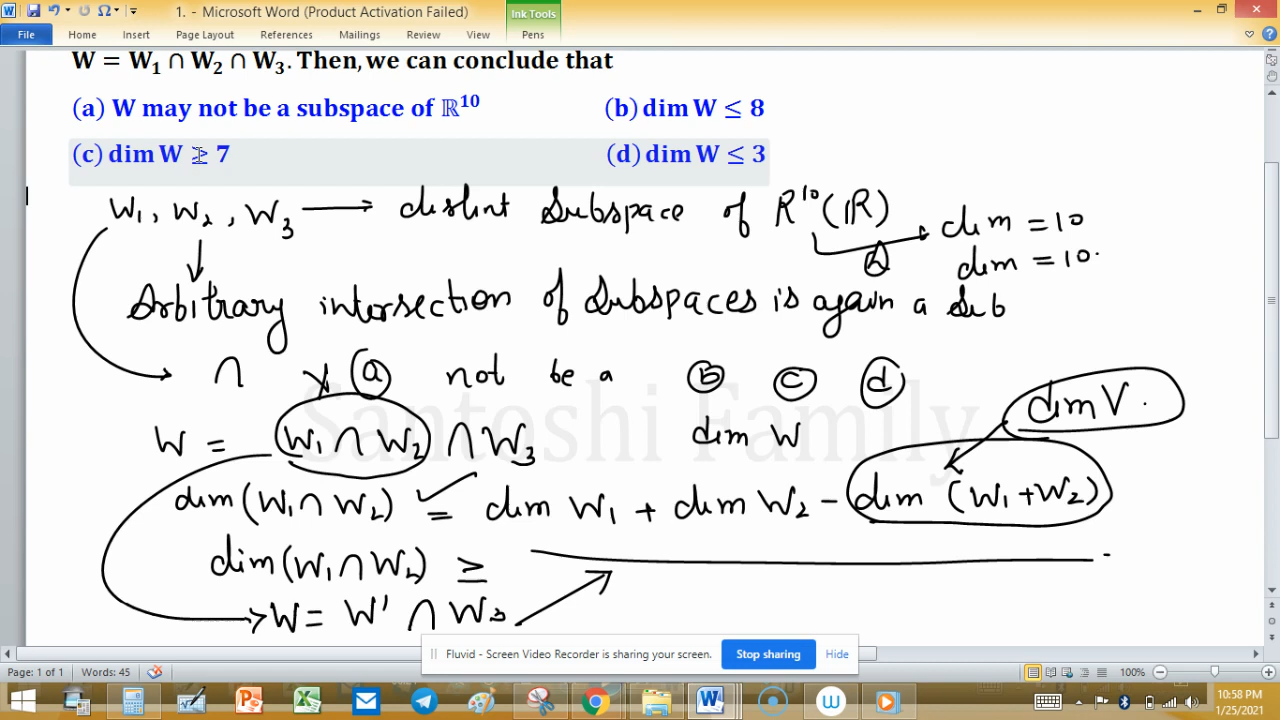 1. - Microsoft Word (Product Activation Failed)
Ink Tools
File Home Insert Page Layout References Mailings Review View Pens
W = W₁ ∩ W₂ ∩ W₃. Then, we can conclude that
(a) W may not be a subspace of ℝ¹⁰ (b) dim W ≤ 8
(c) dim W ≥ 7 (d) dim W ≤ 3
W₁, W₂, W₃ → distint Subspace of R¹⁰(R) dim = 10
dim = 10.
Arbitrary intersection of Subspaces is again a Sub
∩ x (a) not be a (b) (c) (d)
dim V.
W = W₁ ∩ W₂ ∩ W₃ dim W
dim(W₁ ∩ W₂) ✓ = dim W₁ + dim W₂ - dim (W₁+W₂)
dim(W₁ ∩ W₂) ≥
W = W' ∩ W₃
Santoshi Family
Fluvid - Screen Video Recorder is sharing your screen. Stop sharing Hide
Page: 1 of 1 Words: 45 100%
10:58 PM
1/25/2021